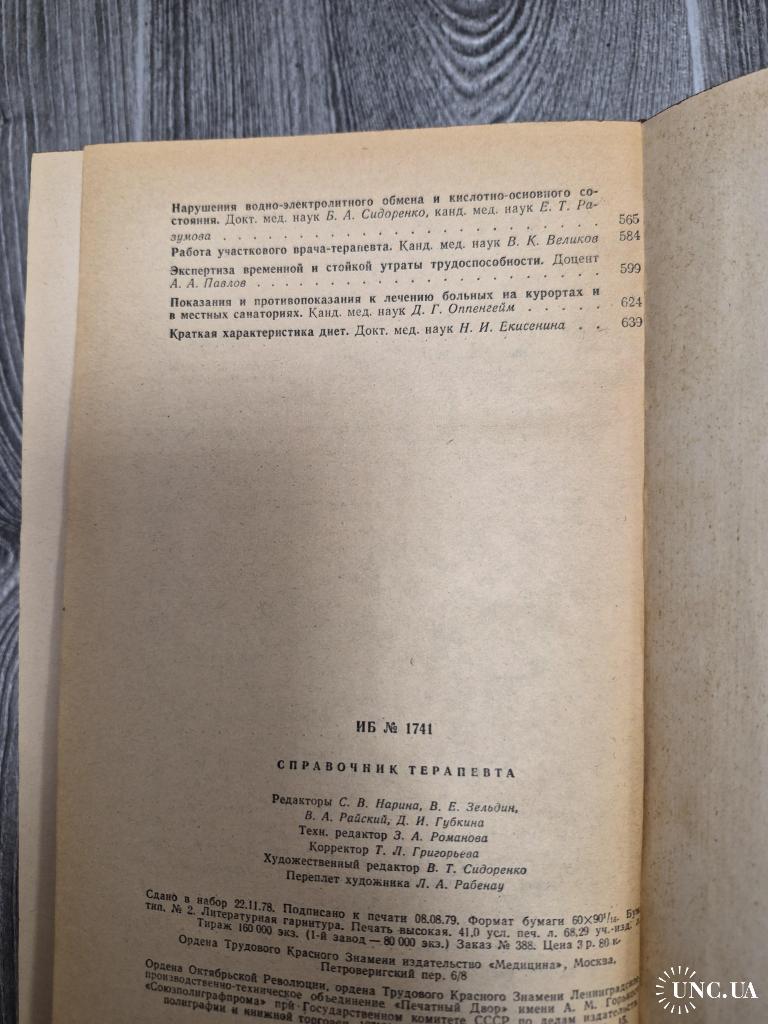 Нарушения водно-электролитного обмена и кислотно-основного со-
стояния. Докт. мед. наук Б. А. Сидоренко, канд. мед. наук Е. Т. Ра-
зумова . . . . . . . . . . . . . . . . . . . . 565
Работа участкового врача-терапевта. Канд. мед. наук В. К. Великов 584
Экспертиза временной и стойкой утраты трудоспособности. Доцент
А. А. Павлов . . . . . . . . . . . . . . . . . . 599
Показания и противопоказания к лечению больных на курортах и
в местных санаториях. Канд. мед. наук Д. Г. Оппенгейм . . . . . 624
Краткая характеристика диет. Докт. мед. наук Н. И. Екисенина . . 639
ИБ № 1741
СПРАВОЧНИК ТЕРАПЕВТА
Редакторы С. В. Нарина, В. Е. Зельдин,
В. А. Райский, Д. И. Губкина
Техн. редактор З. А. Романова
Корректор Т. Л. Григорьева
Художественный редактор В. Т. Сидоренко
Переплет художника Л. А. Рабенау
Сдано в набор 22.11.78. Подписано к печати 08.08.79. Формат бумаги 60×90 1/16.
тип. № 2. Литературная гарнитура. Печать высокая. 41,0 усл. печ. л. 68,29 уч.-изд.
Тираж 160 000 экз. (1-й завод — 80 000 экз.) Заказ № 388. Цена 3 р. 80 к.
Ордена Трудового Красного Знамени издательство «Медицина», Москва,
Петроверигский пер. 6/8
Ордена Октябрьской Революции, ордена Трудового Красного Знамени Ленинградское
производственно-техническое объединение «Печатный Двор» имени А. М. Горького
«Союзполиграфпрома» при Государственном комитете СССР по делам издательств,
полиграфии и книжной торговли.
UNC.UA